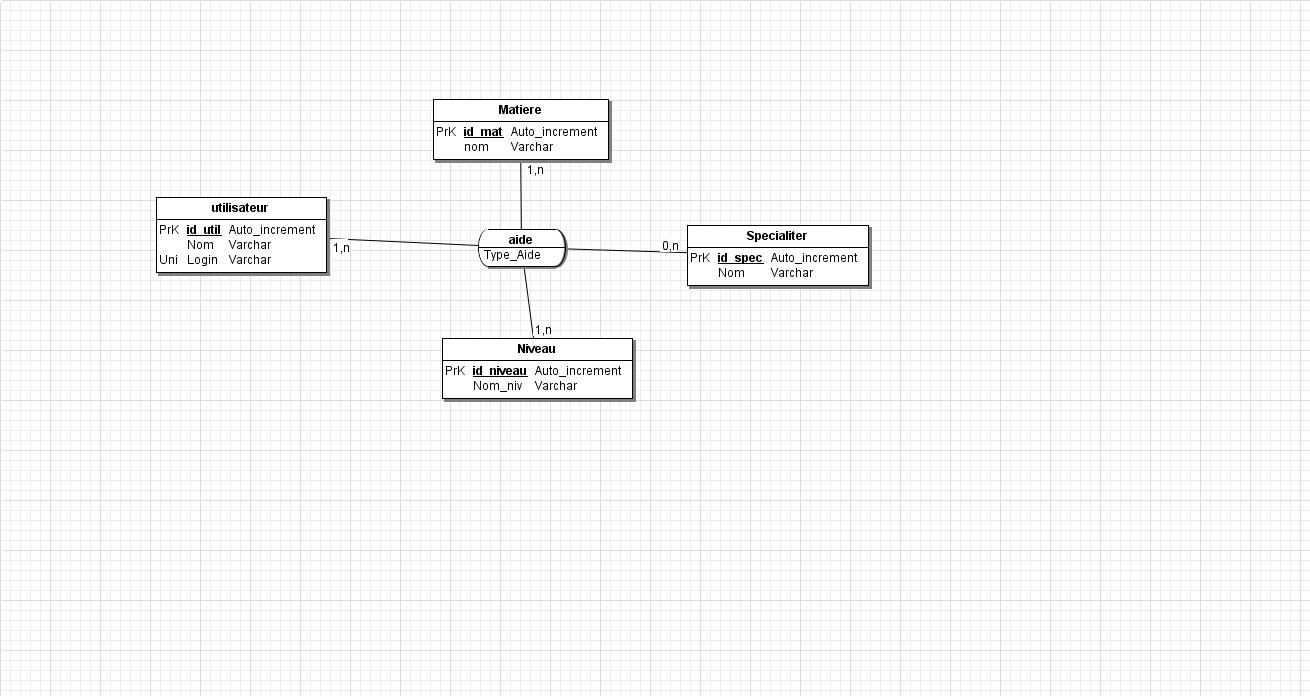 Matiere
PrK id_mat Auto_increment
nom Varchar
1,n
utilisateur
PrK id_util Auto_increment
Nom Varchar
Uni Login Varchar
1,n
aide
Type_Aide
0,n
Specialiter
PrK id_spec Auto_increment
Nom Varchar
1,n
Niveau
PrK id_niveau Auto_increment
Nom_niv Varchar